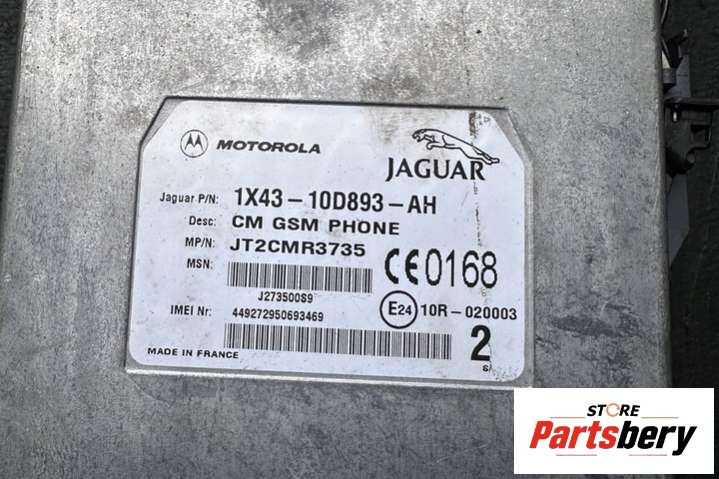 MOTOROLA
JAGUAR
Jaguar P/N: 1X43-10D893-AH
Desc: CM GSM PHONE
MP/N: JT2CMR3735
MSN:
CE0168
J273500S9
IMEI Nr: 449272950693469
E24 10R-020003
2
MADE IN FRANCE
STORE
Partsbery